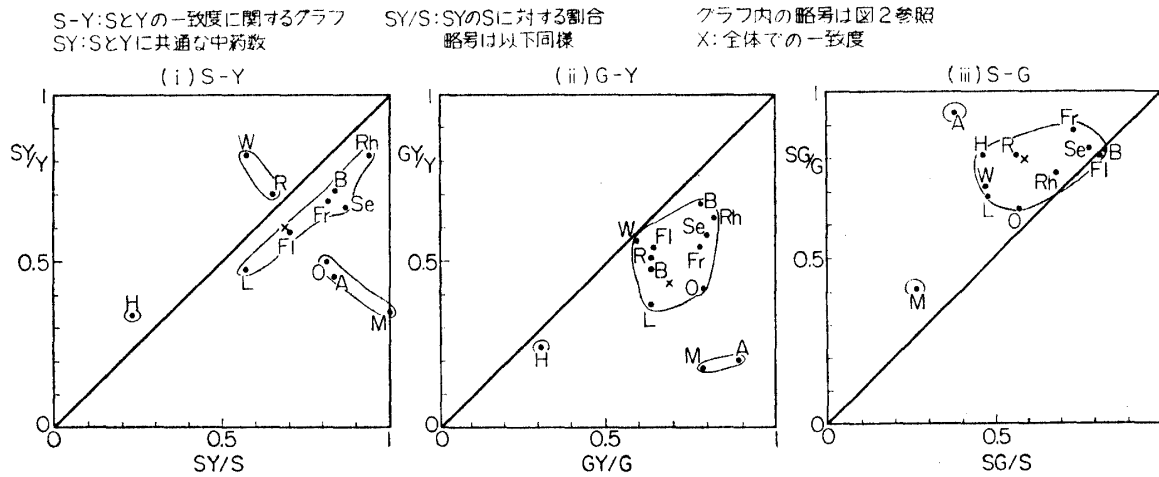 S-Y:SとYの一致度に関するグラフ SY/S:SYのSに対する割合 グラフ内の略号は図2参照
SY:SとYに共通な中約数 略号は以下同様 X:全体での一致度
(i) S-Y (ii) G-Y (iii) S-G
1
SY/Y
0.5
0
0 0.5 1
SY/S
W
R
Rh
B
Fr
Se
Fl
L
O
A
M
H
1
GY/Y
0.5
0
0 0.5 1
GY/G
W
B
Rh
Se
R
Fl
Fr
B
O
L
H
M
A
1
SG/G
0.5
0
0.5
SG/S
A
H
R
Fr
Se
B
Fl
Rh
W
L
O
M